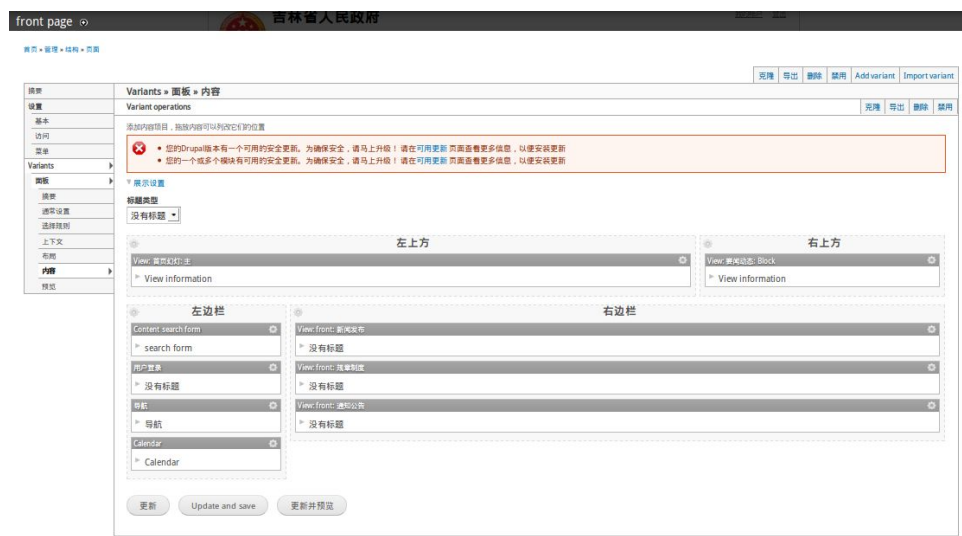 吉林省人民政府
front page
首页 » 管理 » 结构 » 页面
克隆 导出 删除 禁用 Add variant Import variant
摘要
设置
基本
访问
菜单
Variants
面板
摘要
通常设置
选择规则
上下文
布局
内容
预览
Variants » 面板 » 内容
Variant operations
克隆 导出 删除 禁用
添加内容项目，拖放内容可以列改它们的位置
• 您的Drupal版本有一个可用的安全更新。为确保安全，请马上升级！请在可用更新 页面查看更多信息，以便安装更新
• 您的一个或多个模块有可用的安全更新，请马上升级！请在可用更新 页面查看更多信息，以便安装更新
展示设置
标题类型
没有标题
左上方
View: 首页幻灯: 主
View information
右上方
View: 要闻动态: Block
View information
左边栏
Content search form
search form
用户登录
没有标题
导航
导航
Calendar
Calendar
右边栏
View: front: 新闻发布
没有标题
View: front: 规章制度
没有标题
View: front: 通知公告
没有标题
更新 Update and save 更新并预览